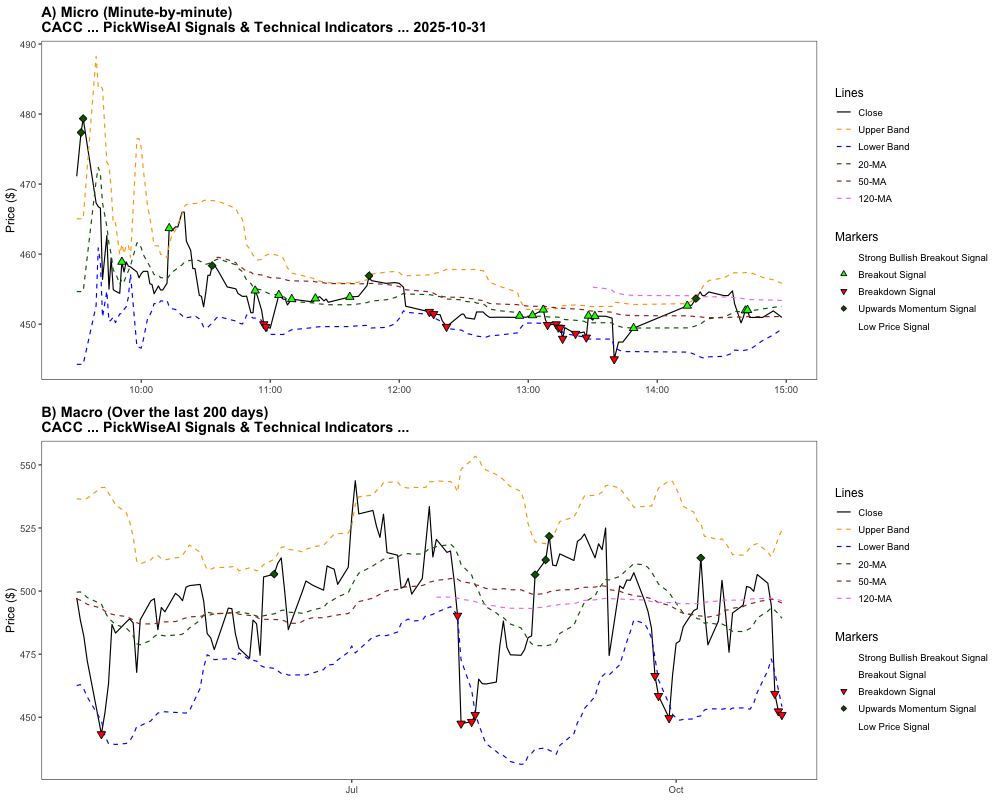 A) Micro (Minute-by-minute)
CACC ... PickWiseAI Signals & Technical Indicators ... 2025-10-31
490
480
470
460
450
Price ($)
10:00
11:00
12:00
13:00
14:00
15:00
Lines
Close
Upper Band
Lower Band
20-MA
50-MA
120-MA
Markers
Strong Bullish Breakout Signal
Breakout Signal
Breakdown Signal
Upwards Momentum Signal
Low Price Signal
B) Macro (Over the last 200 days)
CACC ... PickWiseAI Signals & Technical Indicators ...
550
525
500
475
450
Price ($)
Jul
Oct
Lines
Close
Upper Band
Lower Band
20-MA
50-MA
120-MA
Markers
Strong Bullish Breakout Signal
Breakout Signal
Breakdown Signal
Upwards Momentum Signal
Low Price Signal